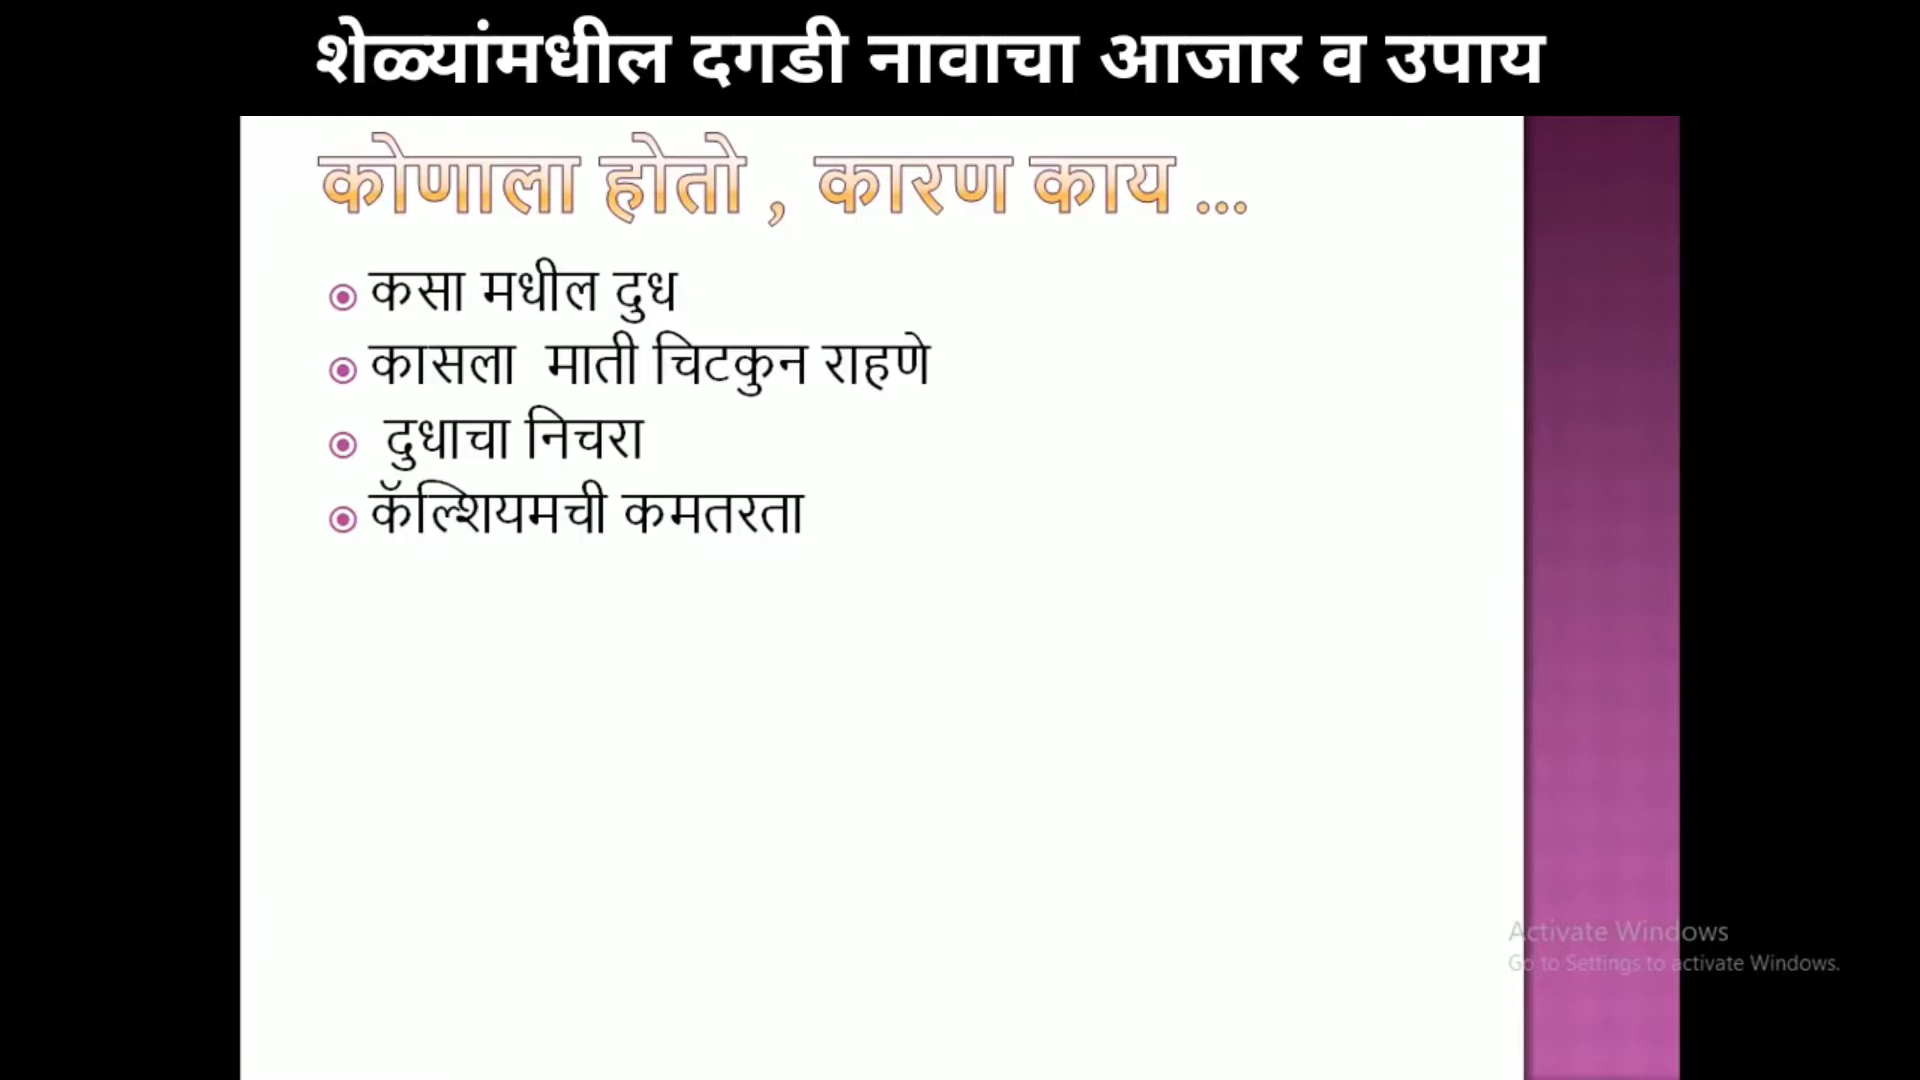 शेळ्यांमधील दगडी नावाचा आजार व उपाय
कोणाला होतो , कारण काय ...
कसा मधील दुध
कासला माती चिटकुन राहणे
दुधाचा निचरा
कॅल्शियमची कमतरता
Activate Windows
Go to Settings to activate Windows.